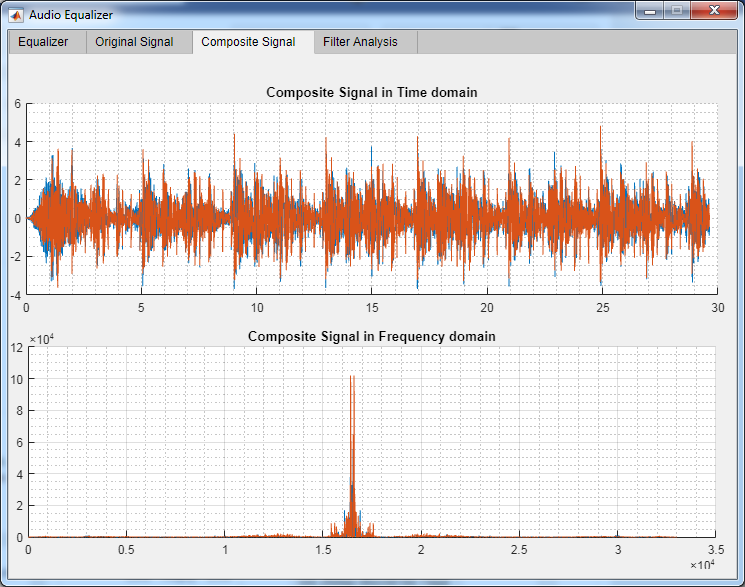 Audio Equalizer
Equalizer Original Signal Composite Signal Filter Analysis
Composite Signal in Time domain
6
4
2
0
-2
-4
0 5 10 15 20 25 30
Composite Signal in Frequency domain
×10⁴
12
10
8
6
4
2
0
0 0.5 1 1.5 2 2.5 3 3.5
×10⁴